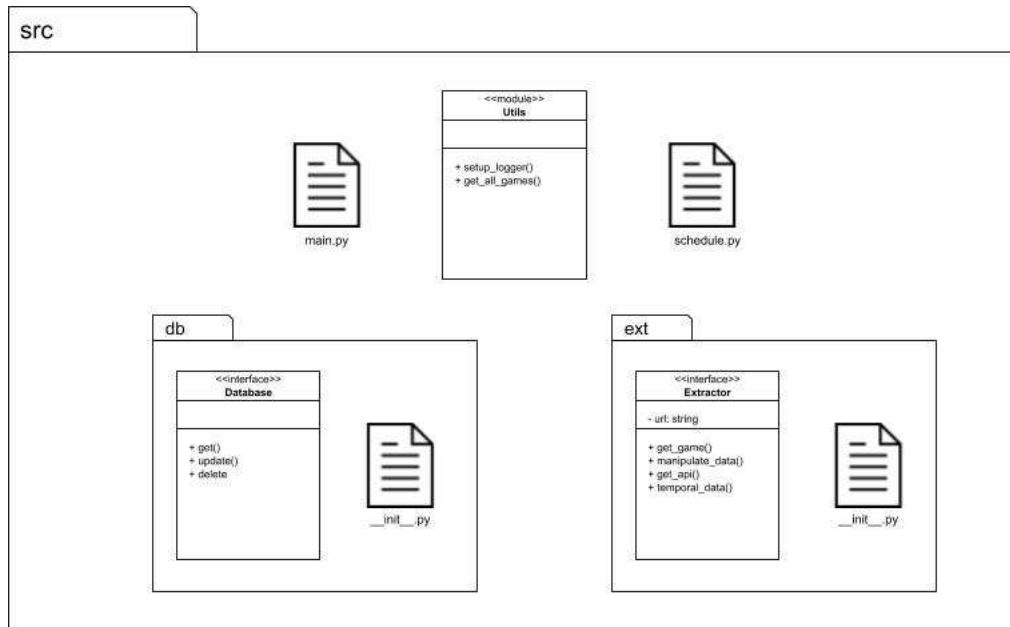 src
<<module>>
Utils
+ setup_logger()
+ get_all_games()
main.py
schedule.py
db
<<interface>>
Database
+ get()
+ update()
+ delete
__init__.py
ext
<<interface>>
Extractor
- url: string
+ get_game()
+ manipulate_data()
+ get_api()
+ temporal_data()
__init__.py